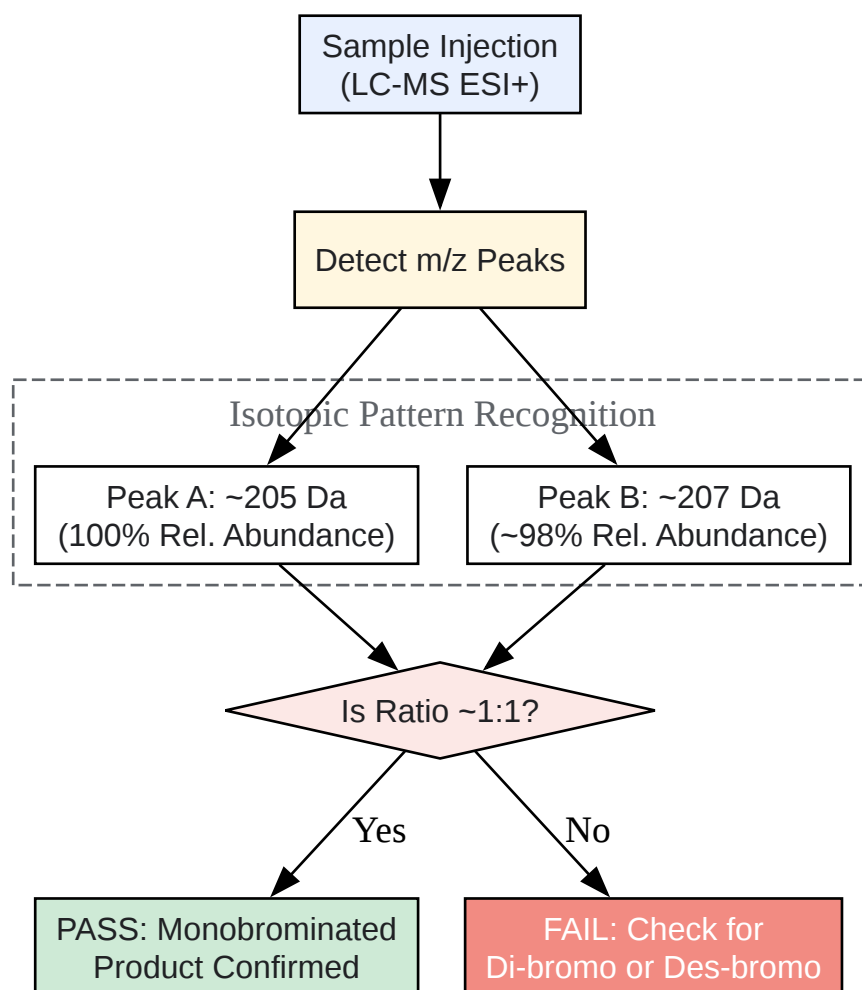 Sample Injection
(LC-MS ESI+)
Detect m/z Peaks
Isotopic Pattern Recognition
Peak A: ~205 Da
(100% Rel. Abundance)
Peak B: ~207 Da
(~98% Rel. Abundance)
Is Ratio ~1:1?
Yes
No
PASS: Monobrominated
Product Confirmed
FAIL: Check for
Di-bromo or Des-bromo